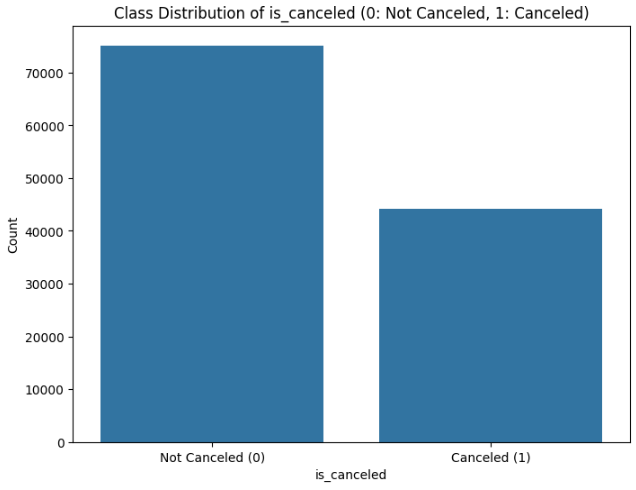 Class Distribution of is_canceled (0: Not Canceled, 1: Canceled)
70000
60000
50000
40000
30000
20000
10000
0
Count
Not Canceled (0)
Canceled (1)
is_canceled